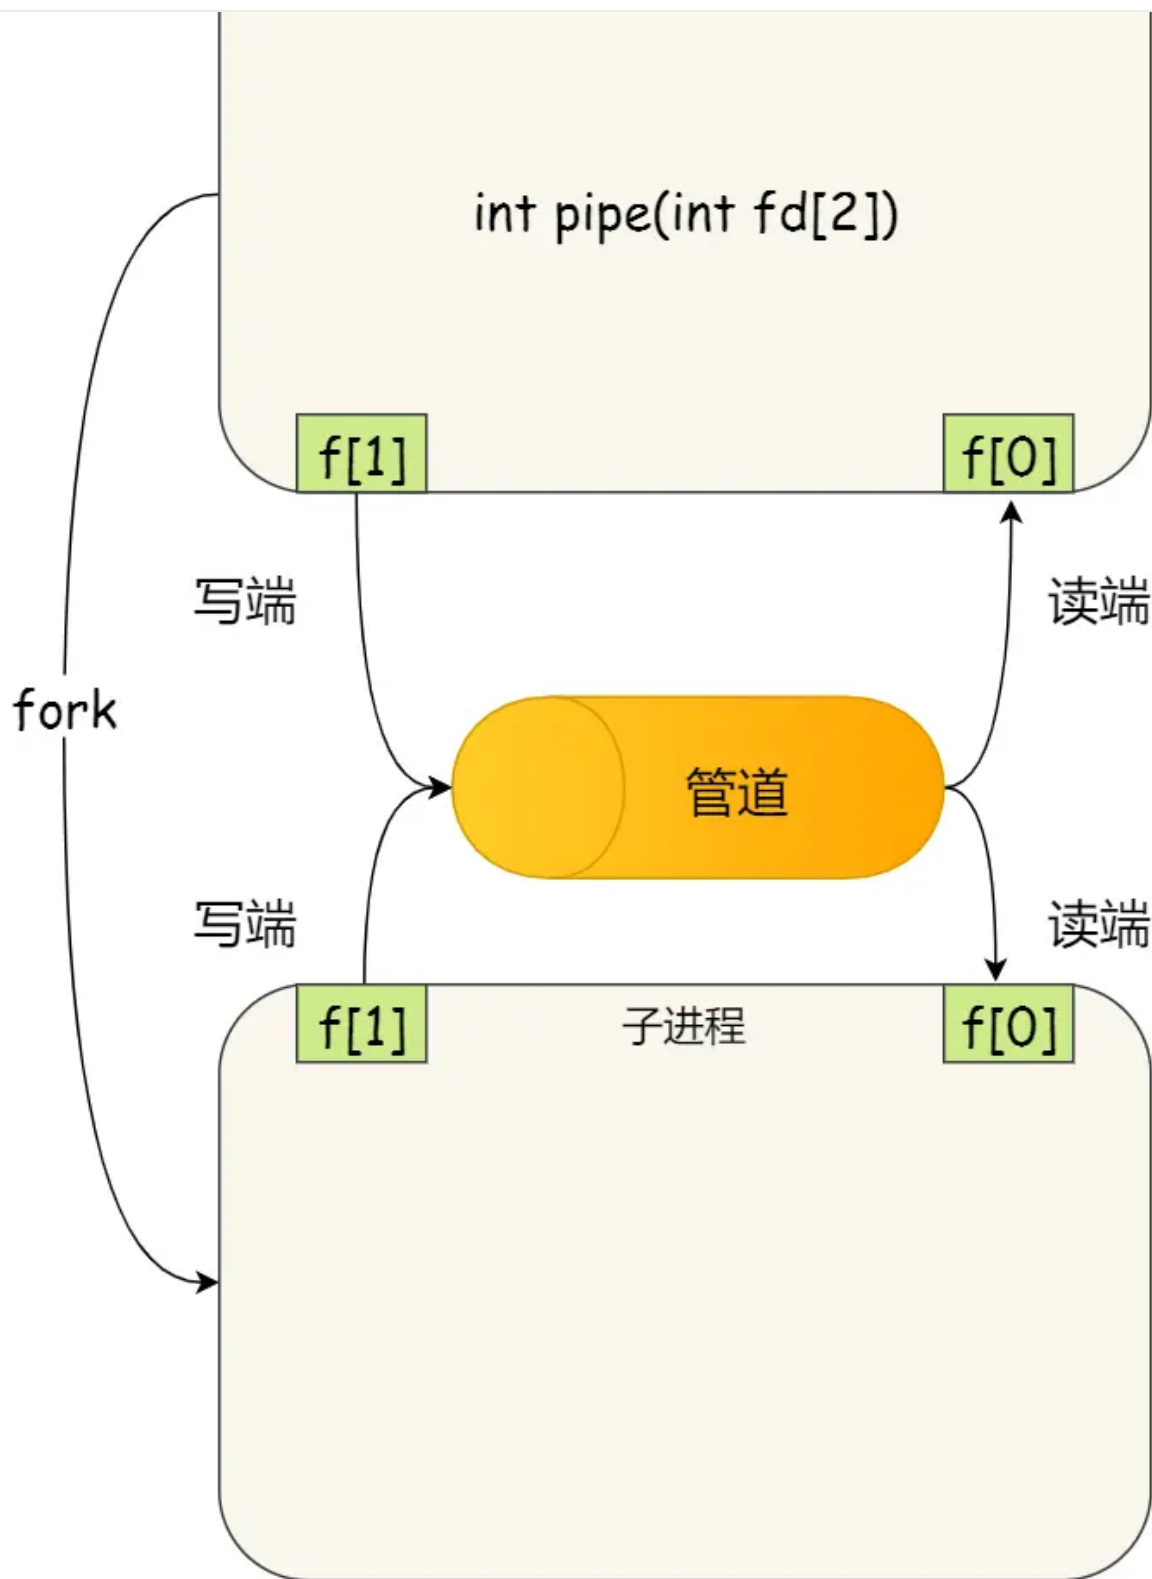 int pipe(int fd[2])
f[1]
f[0]
写端
读端
fork
管道
写端
读端
f[1]
子进程
f[0]